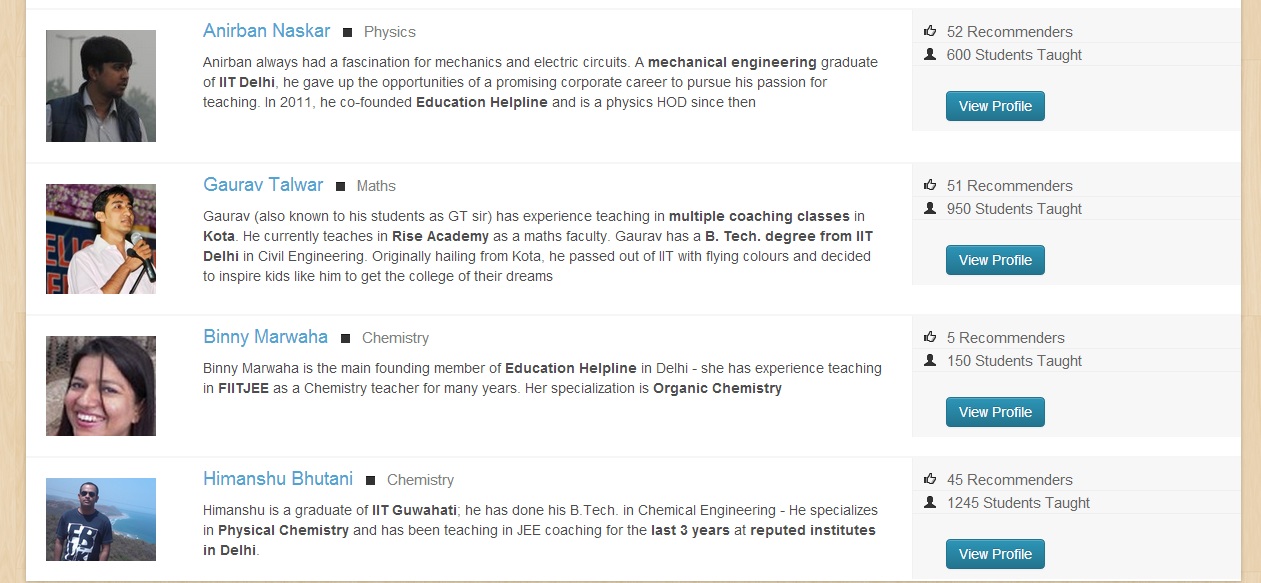 Anirban Naskar ■ Physics
52 Recommenders
600 Students Taught
Anirban always had a fascination for mechanics and electric circuits. A mechanical engineering graduate
of IIT Delhi, he gave up the opportunities of a promising corporate career to pursue his passion for
teaching. In 2011, he co-founded Education Helpline and is a physics HOD since then
View Profile
Gaurav Talwar ■ Maths
51 Recommenders
950 Students Taught
Gaurav (also known to his students as GT sir) has experience teaching in multiple coaching classes in
Kota. He currently teaches in Rise Academy as a maths faculty. Gaurav has a B. Tech. degree from IIT
Delhi in Civil Engineering. Originally hailing from Kota, he passed out of IIT with flying colours and decided
to inspire kids like him to get the college of their dreams
View Profile
Binny Marwaha ■ Chemistry
5 Recommenders
150 Students Taught
Binny Marwaha is the main founding member of Education Helpline in Delhi - she has experience teaching
in FIITJEE as a Chemistry teacher for many years. Her specialization is Organic Chemistry
View Profile
Himanshu Bhutani ■ Chemistry
45 Recommenders
1245 Students Taught
Himanshu is a graduate of IIT Guwahati; he has done his B.Tech. in Chemical Engineering - He specializes
in Physical Chemistry and has been teaching in JEE coaching for the last 3 years at reputed institutes
in Delhi.
View Profile